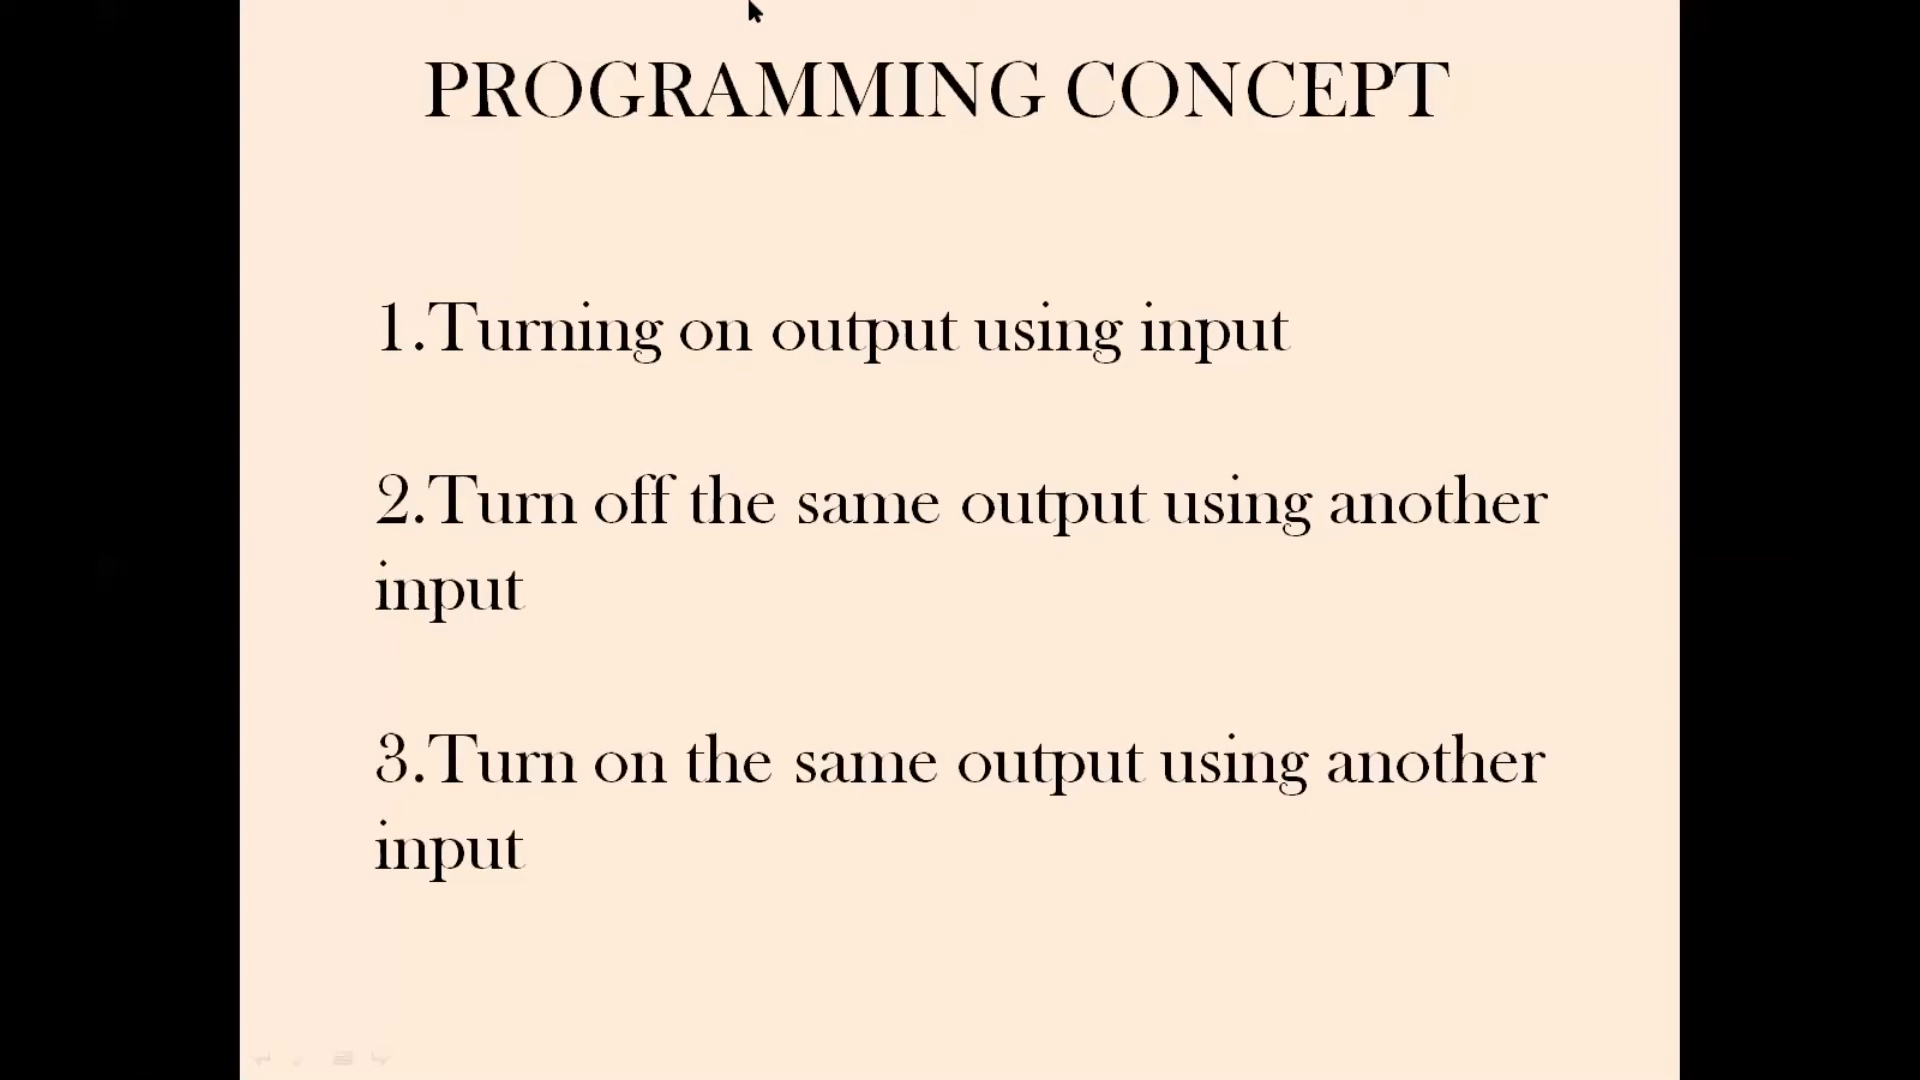 PROGRAMMING CONCEPT
1.Turning on output using input
2.Turn off the same output using another
input
3.Turn on the same output using another
input